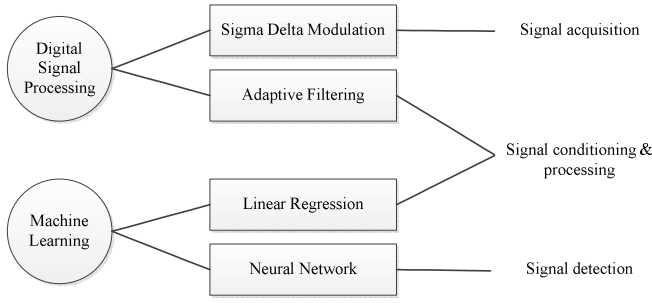 Digital
Signal
Processing
Sigma Delta Modulation
Signal acquisition
Adaptive Filtering
Signal conditioning &
processing
Machine
Learning
Linear Regression
Neural Network
Signal detection